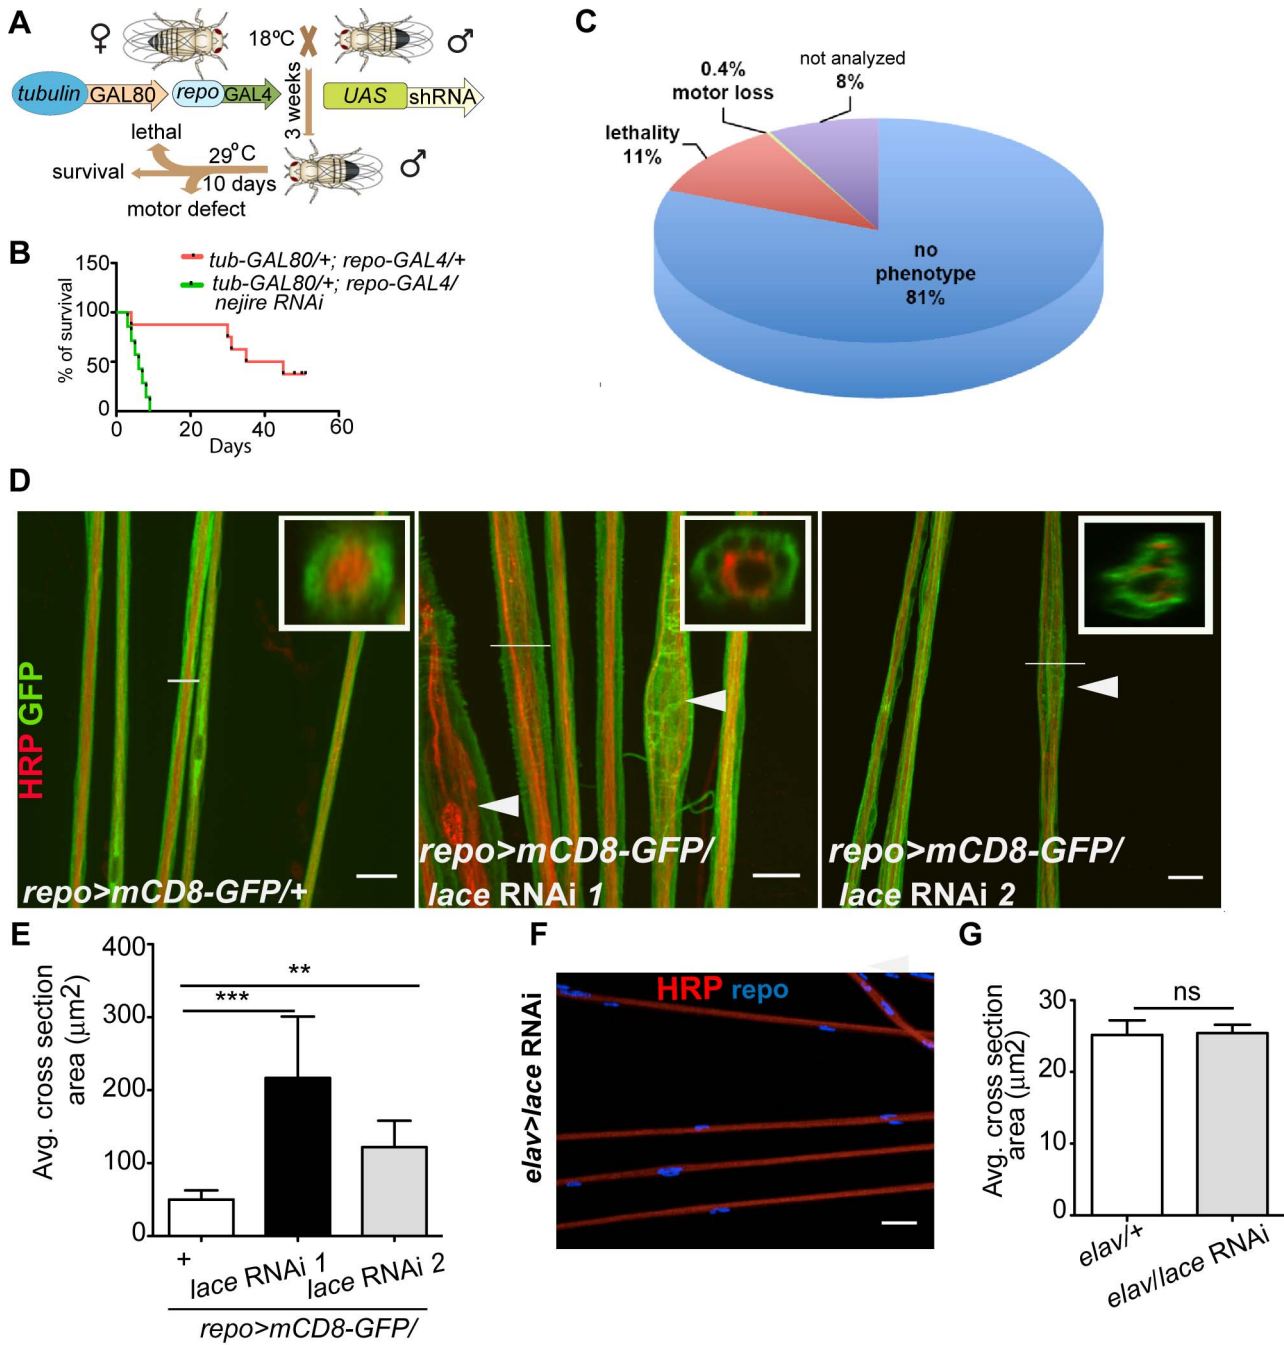 A
♀
18ºC
♂
tubulin GAL80
repo GAL4
3 weeks
UAS shRNA
lethal
29°C
survival
10 days
♂
motor defect
B
tub-GAL80/+; repo-GAL4/+
tub-GAL80/+; repo-GAL4/
nejire RNAi
% of survival
150
100
50
0
0 20 40 60
Days
C
not analyzed
8%
0.4%
motor loss
lethality
11%
no
phenotype
81%
D
HRP GFP
repo>mCD8-GFP/+
repo>mCD8-GFP/
lace RNAi 1
repo>mCD8-GFP/
lace RNAi 2
E
Avg. cross section
area (μm2)
400
300
200
100
0
***
**
+
lace RNAi 1
lace RNAi 2
repo>mCD8-GFP/
F
elav>lace RNAi
HRP repo
G
Avg. cross section
area (μm2)
30
20
10
0
ns
elav/+
elav/lace RNAi